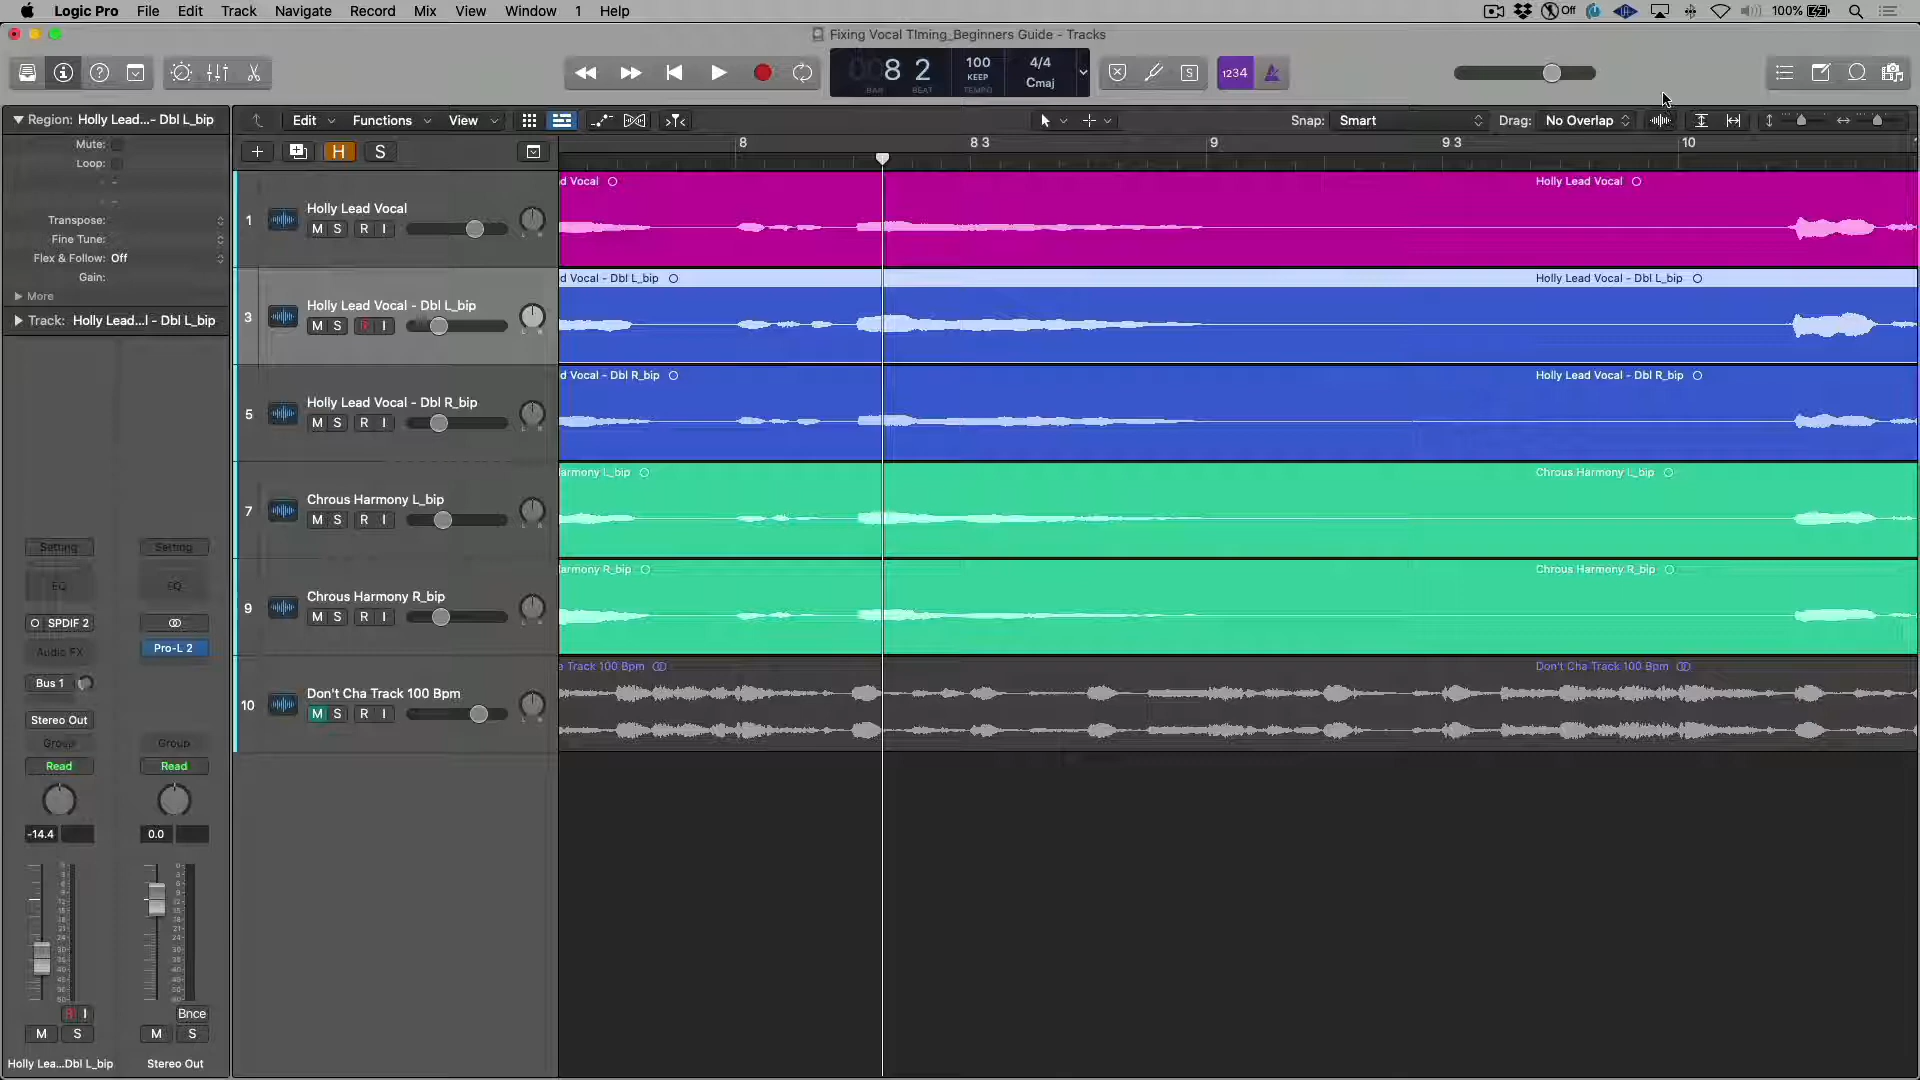 Logic Pro File Edit Track Navigate Record Mix View Window 1 Help Off 100%
Fixing Vocal TIming_Beginners Guide - Tracks
8 2 100 KEEP 4/4 Cmaj 1234
BAR BEAT TEMPO
Region: Holly Lead...- Dbl L_bip Edit Functions View Snap: Smart Drag: No Overlap
Mute:
Loop:
H S
8 8 3 9 9 3 10
Transpose:
Fine Tune:
Flex & Follow: Off
Gain:
More
Track: Holly Lead...l - Dbl L_bip
1 Holly Lead Vocal
M S R I
d Vocal Holly Lead Vocal
3 Holly Lead Vocal - Dbl L_bip
M S R I
d Vocal - Dbl L_bip Holly Lead Vocal - Dbl L_bip
5 Holly Lead Vocal - Dbl R_bip
M S R I
d Vocal - Dbl R_bip Holly Lead Vocal - Dbl R_bip
7 Chrous Harmony L_bip
M S R I
armony L_bip Chrous Harmony L_bip
9 Chrous Harmony R_bip
M S R I
armony R_bip Chrous Harmony R_bip
10 Don't Cha Track 100 Bpm
M S R I
e Track 100 Bpm Don't Cha Track 100 Bpm
Setting Setting
EQ EQ
SPDIF 2
Audio FX Pro-L 2
Bus 1
Stereo Out
Group Group
Read Read
-14.4 0.0
R I Bnce
M S M S
Holly Lea...Dbl L_bip Stereo Out